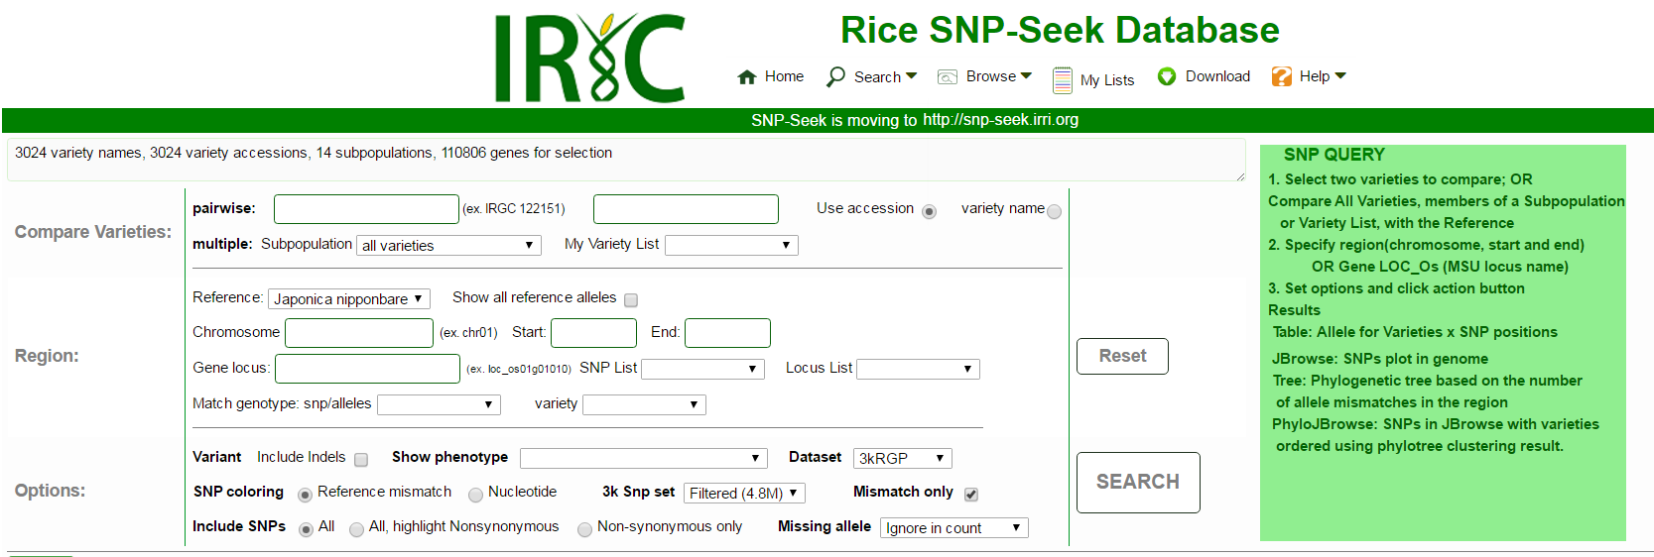 IRIC
Rice SNP-Seek Database
Home Search Browse My Lists Download Help
SNP-Seek is moving to http://snp-seek.irri.org
3024 variety names, 3024 variety accessions, 14 subpopulations, 110806 genes for selection
Compare Varieties:
pairwise: (ex. IRGC 122151) Use accession variety name
multiple: Subpopulation all varieties My Variety List
Region:
Reference: Japonica nipponbare Show all reference alleles
Chromosome (ex. chr01) Start: End:
Gene locus: (ex. loc_os01g01010) SNP List Locus List
Match genotype: snp/alleles variety
Reset
Options:
Variant Include Indels Show phenotype Dataset 3kRGP
SNP coloring Reference mismatch Nucleotide 3k Snp set Filtered (4.8M) Mismatch only
Include SNPs All All, highlight Nonsynonymous Non-synonymous only Missing allele Ignore in count
SEARCH
SNP QUERY
1. Select two varieties to compare; OR
Compare All Varieties, members of a Subpopulation
or Variety List, with the Reference
2. Specify region(chromosome, start and end)
OR Gene LOC_Os (MSU locus name)
3. Set options and click action button
Results
Table: Allele for Varieties x SNP positions
JBrowse: SNPs plot in genome
Tree: Phylogenetic tree based on the number
of allele mismatches in the region
PhyloJBrowse: SNPs in JBrowse with varieties
ordered using phylotree clustering result.